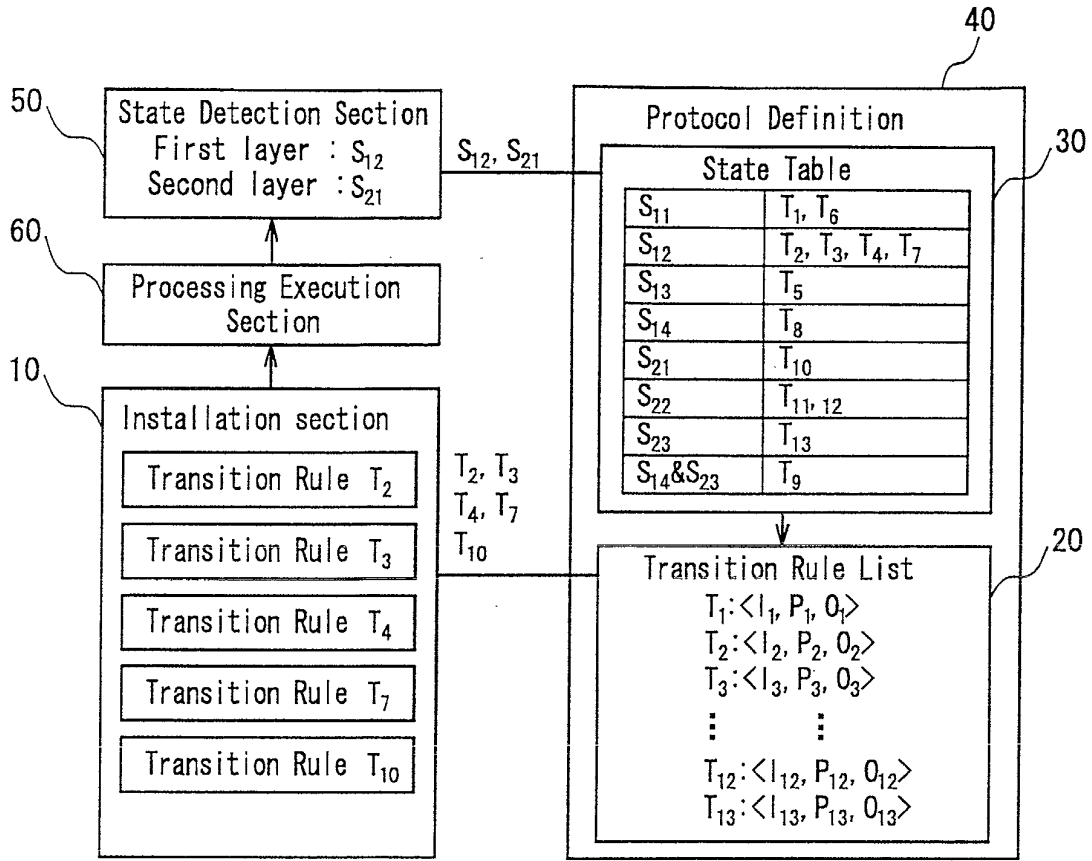 40
50
State Detection Section
First layer : S12
Second layer :S21
S12, S21
Protocol Definition
30
State Table
S11 T1, T6
S12 T2, T3, T4, T7
S13 T5
S14 T8
S21 T10
S22 T11, 12
S23 T13
S14&S23 T9
60
Processing Execution
Section
10
Installation section
Transition Rule T2
Transition Rule T3
Transition Rule T4
Transition Rule T7
Transition Rule T10
T2, T3
T4, T7
T10
20
Transition Rule List
T1:<I1, P1, O1>
T2:<I2, P2, O2>
T3:<I3, P3, O3>
⋮ ⋮
T12:<I12, P12, O12>
T13:<I13, P13, O13>